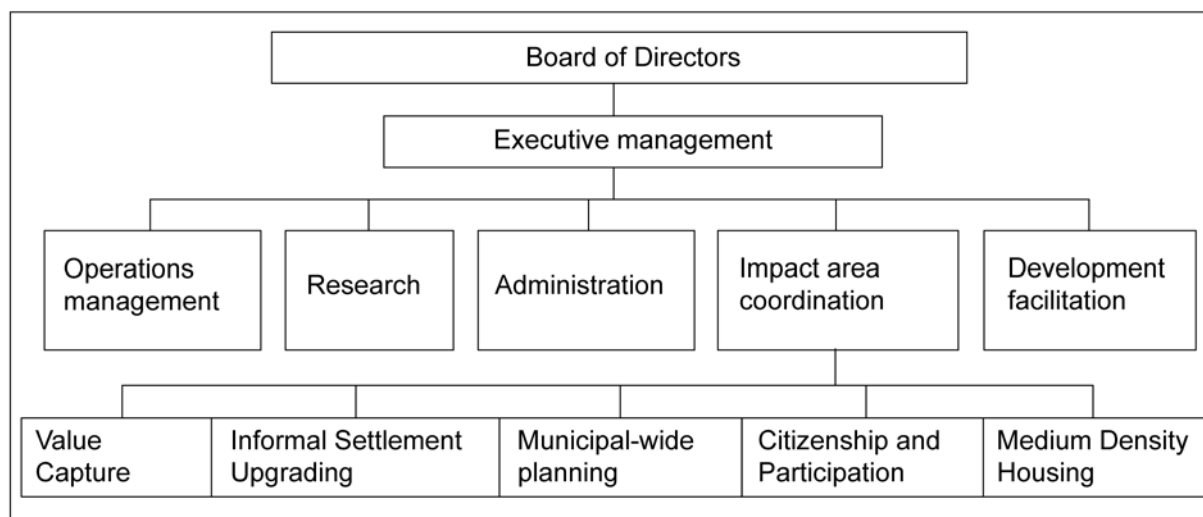 Board of Directors
Executive management
Operations
management
Research
Administration
Impact area
coordination
Development
facilitation
Value
Capture
Informal Settlement
Upgrading
Municipal-wide
planning
Citizenship and
Participation
Medium Density
Housing